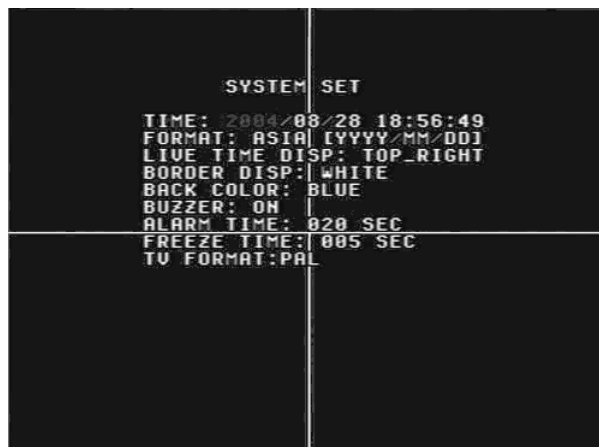 SYSTEM SET
TIME: 2004/08/28 18:56:49
FORMAT: ASIA [YYYY/MM/DD]
LIVE TIME DISP: TOP_RIGHT
BORDER DISP: WHITE
BACK COLOR: BLUE
BUZZER: ON
ALARM TIME: 020 SEC
FREEZE TIME: 005 SEC
TV FORMAT:PAL